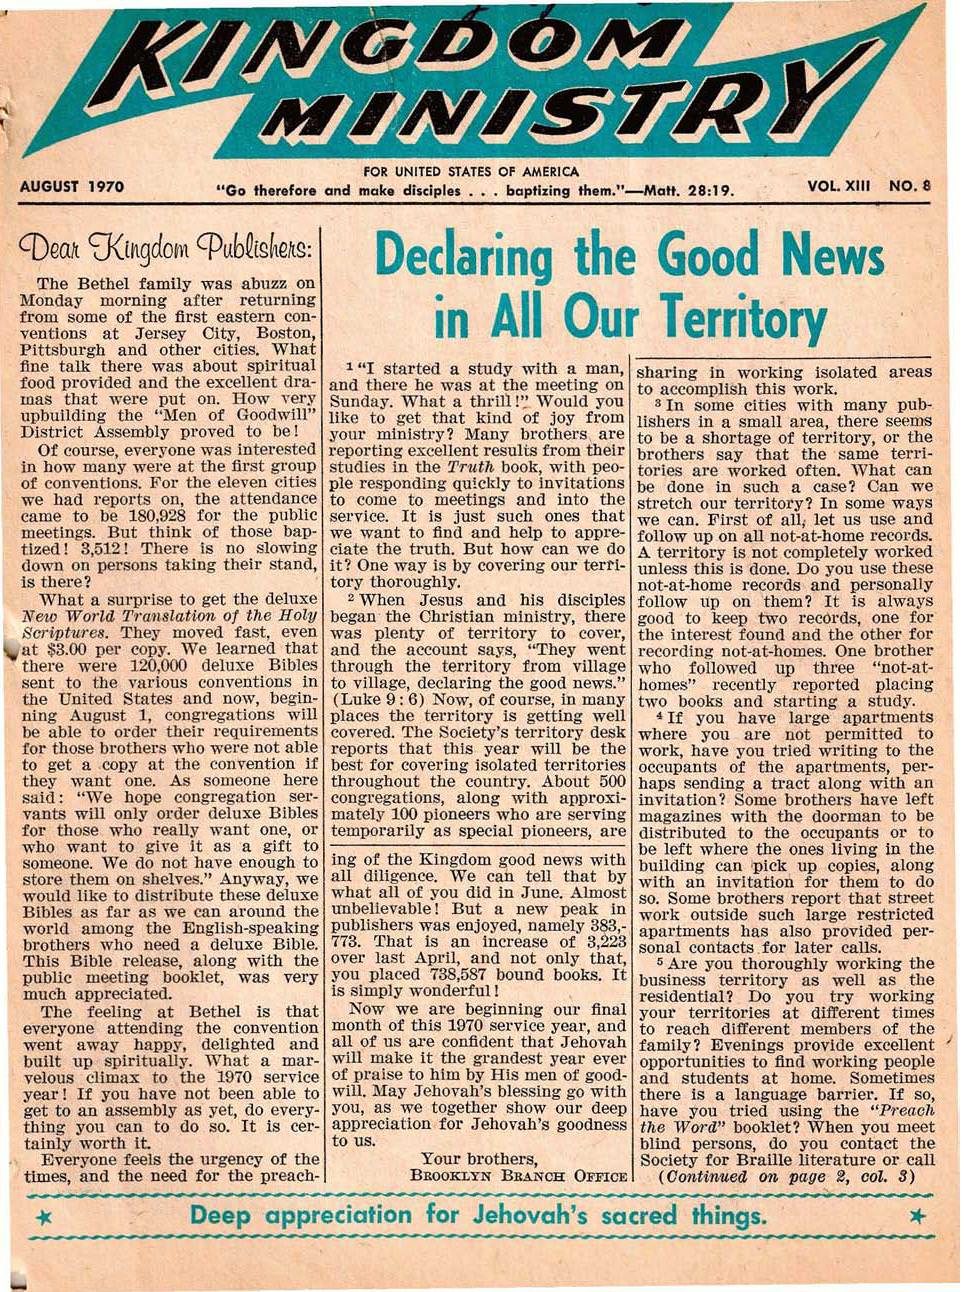 KINGDOM
MINISTRY
FOR UNITED STATES OF AMERICA
AUGUST 1970
"Go therefore and make disciples . . . baptizing them."—Matt. 28:19.
VOL. XIII NO. 8
Dear Kingdom Publishers:
The Bethel family was abuzz on
Monday morning after returning
from some of the first eastern con-
ventions at Jersey City, Boston,
Pittsburgh and other cities. What
fine talk there was about spiritual
food provided and the excellent dra-
mas that were put on. How very
upbuilding the "Men of Goodwill"
District Assembly proved to be!
Of course, everyone was interested
in how many were at the first group
of conventions. For the eleven cities
we had reports on, the attendance
came to be 180,928 for the public
meetings. But think of those bap-
tized! 3,512! There is no slowing
down on persons taking their stand,
is there?
What a surprise to get the deluxe
New World Translation of the Holy
Scriptures. They moved fast, even
at $3.00 per copy. We learned that
there were 120,000 deluxe Bibles
sent to the various conventions in
the United States and now, begin-
ning August 1, congregations will
be able to order their requirements
for those brothers who were not able
to get a copy at the convention if
they want one. As someone here
said: "We hope congregation ser-
vants will only order deluxe Bibles
for those who really want one, or
who want to give it as a gift to
someone. We do not have enough to
store them on shelves." Anyway, we
would like to distribute these deluxe
Bibles as far as we can around the
world among the English-speaking
brothers who need a deluxe Bible.
This Bible release, along with the
public meeting booklet, was very
much appreciated.
The feeling at Bethel is that
everyone attending the convention
went away happy, delighted and
built up spiritually. What a mar-
velous climax to the 1970 service
year! If you have not been able to
get to an assembly as yet, do every-
thing you can to do so. It is cer-
tainly worth it.
Everyone feels the urgency of the
times, and the need for the preach-
ing of the Kingdom good news with
all diligence. We can tell that by
what all of you did in June. Almost
unbelievable! But a new peak in
publishers was enjoyed, namely 383,-
773. That is an increase of 3,223
over last April, and not only that,
you placed 738,587 bound books. It
is simply wonderful!
Now we are beginning our final
month of this 1970 service year, and
all of us are confident that Jehovah
will make it the grandest year ever
of praise to him by His men of good-
will. May Jehovah's blessing go with
you, as we together show our deep
appreciation for Jehovah's goodness
to us.
Your brothers,
BROOKLYN BRANCH OFFICE
Declaring the Good News
in All Our Territory
1 "I started a study with a man,
and there he was at the meeting on
Sunday. What a thrill!" Would you
like to get that kind of joy from
your ministry? Many brothers are
reporting excellent results from their
studies in the Truth book, with peo-
ple responding quickly to invitations
to come to meetings and into the
service. It is just such ones that
we want to find and help to appre-
ciate the truth. But how can we do
it? One way is by covering our terri-
tory thoroughly.
2 When Jesus and his disciples
began the Christian ministry, there
was plenty of territory to cover,
and the account says, "They went
through the territory from village
to village, declaring the good news."
(Luke 9:6) Now, of course, in many
places the territory is getting well
covered. The Society's territory desk
reports that this year will be the
best for covering isolated territories
throughout the country. About 500
congregations, along with approxi-
mately 100 pioneers who are serving
temporarily as special pioneers, are
sharing in working isolated areas
to accomplish this work.
3 In some cities with many pub-
lishers in a small area, there seems
to be a shortage of territory, or the
brothers say that the same terri-
tories are worked often. What can
be done in such a case? Can we
stretch our territory? In some ways
we can. First of all, let us use and
follow up on all not-at-home records.
A territory is not completely worked
unless this is done. Do you use these
not-at-home records and personally
follow up on them? It is always
good to keep two records, one for
the interest found and the other for
recording not-at-homes. One brother
who followed up three "not-at-
homes" recently reported placing
two books and starting a study.
4 If you have large apartments
where you are not permitted to
work, have you tried writing to the
occupants of the apartments, per-
haps sending a tract along with an
invitation? Some brothers have left
magazines with the doorman to be
distributed to the occupants or to
be left where the ones living in the
building can pick up copies, along
with an invitation for them to do
so. Some brothers report that street
work outside such large restricted
apartments has also provided per-
sonal contacts for later calls.
5 Are you thoroughly working the
business territory as well as the
residential? Do you try working
your territories at different times
to reach different members of the
family? Evenings provide excellent
opportunities to find working people
and students at home. Sometimes
there is a language barrier. If so,
have you tried using the "Preach
the Word" booklet? When you meet
blind persons, do you contact the
Society for Braille literature or call
(Continued on page 2, col. 3)
* Deep appreciation for Jehovah's sacred things. *